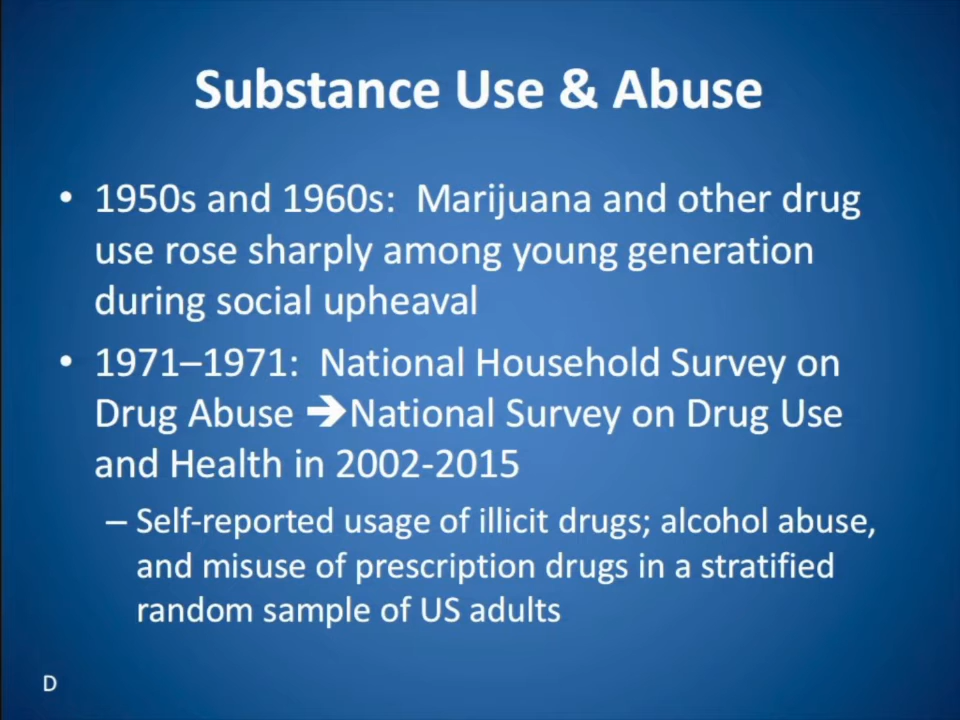 Substance Use & Abuse
• 1950s and 1960s: Marijuana and other drug
use rose sharply among young generation
during social upheaval
• 1971–1971: National Household Survey on
Drug Abuse ➔National Survey on Drug Use
and Health in 2002-2015
– Self-reported usage of illicit drugs; alcohol abuse,
and misuse of prescription drugs in a stratified
random sample of US adults
D